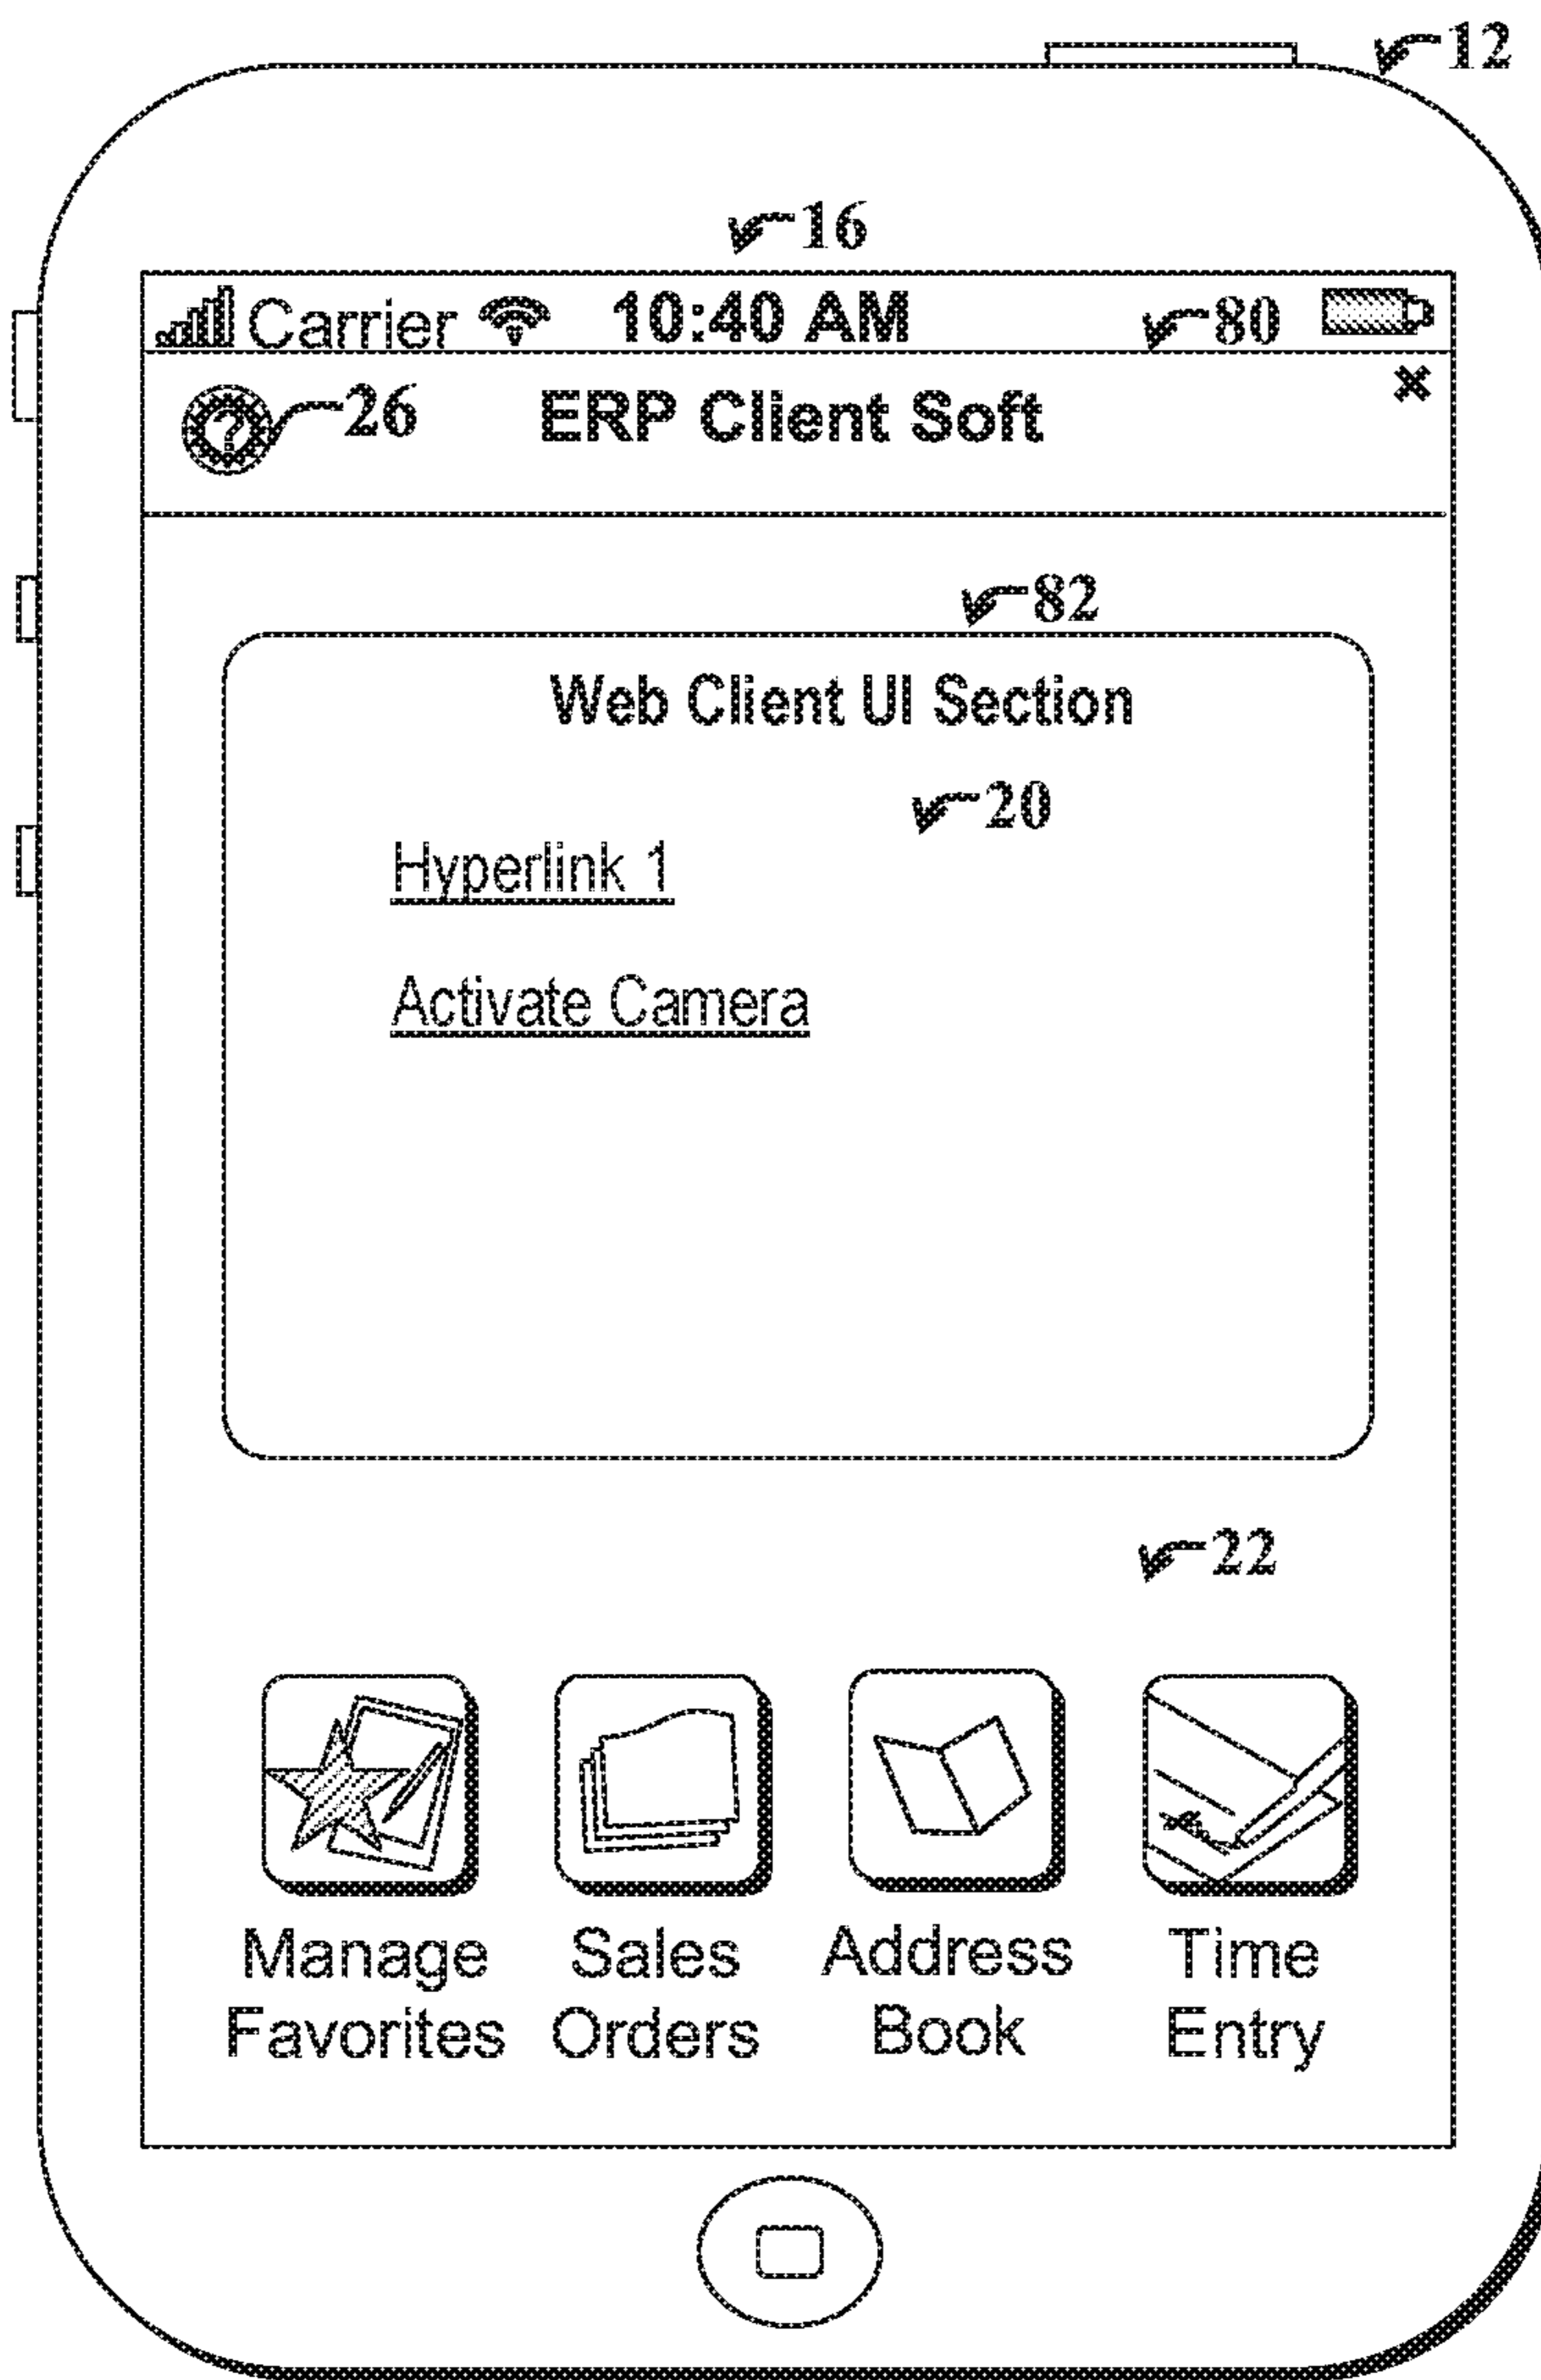 12
16
Carrier 10:40 AM 80
? 26 ERP Client Soft ×
82
Web Client UI Section
20
Hyperlink 1
Activate Camera
22
Manage Sales Address Time
Favorites Orders Book Entry